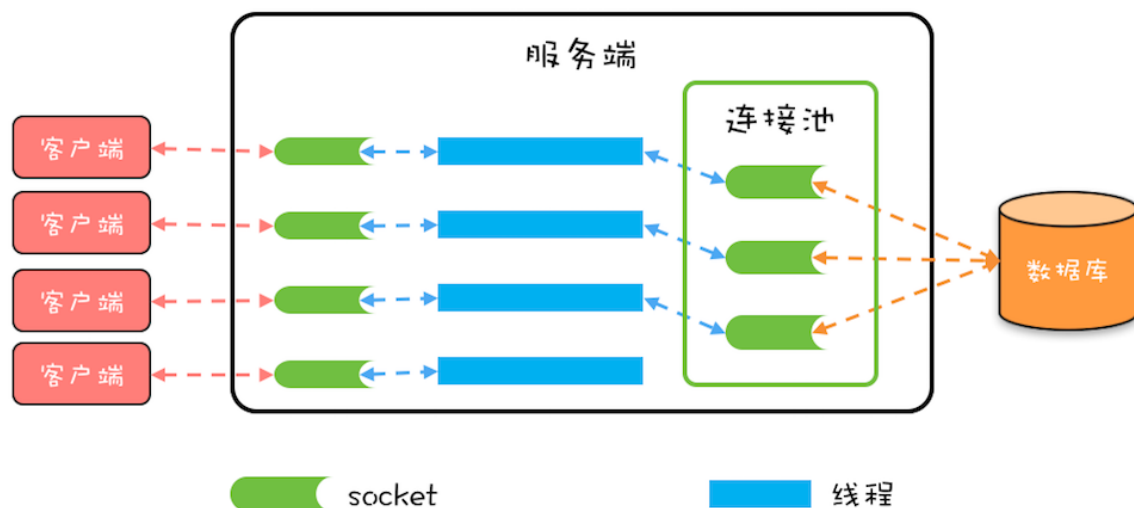 服务端
连接池
客户端
客户端
客户端
客户端
数据库
socket
线程